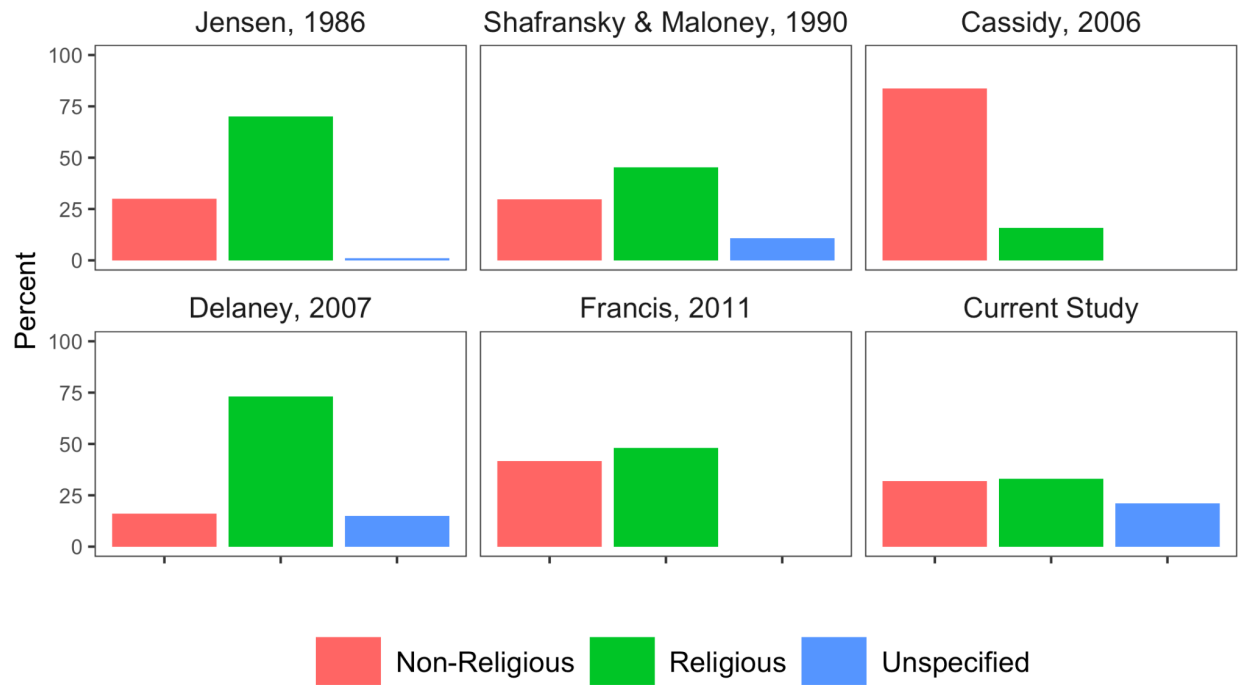 Jensen, 1986
Shafransky & Maloney, 1990
Cassidy, 2006
100
75
50
25
0
Percent
Delaney, 2007
Francis, 2011
Current Study
100
75
50
25
0
Non-Religious
Religious
Unspecified